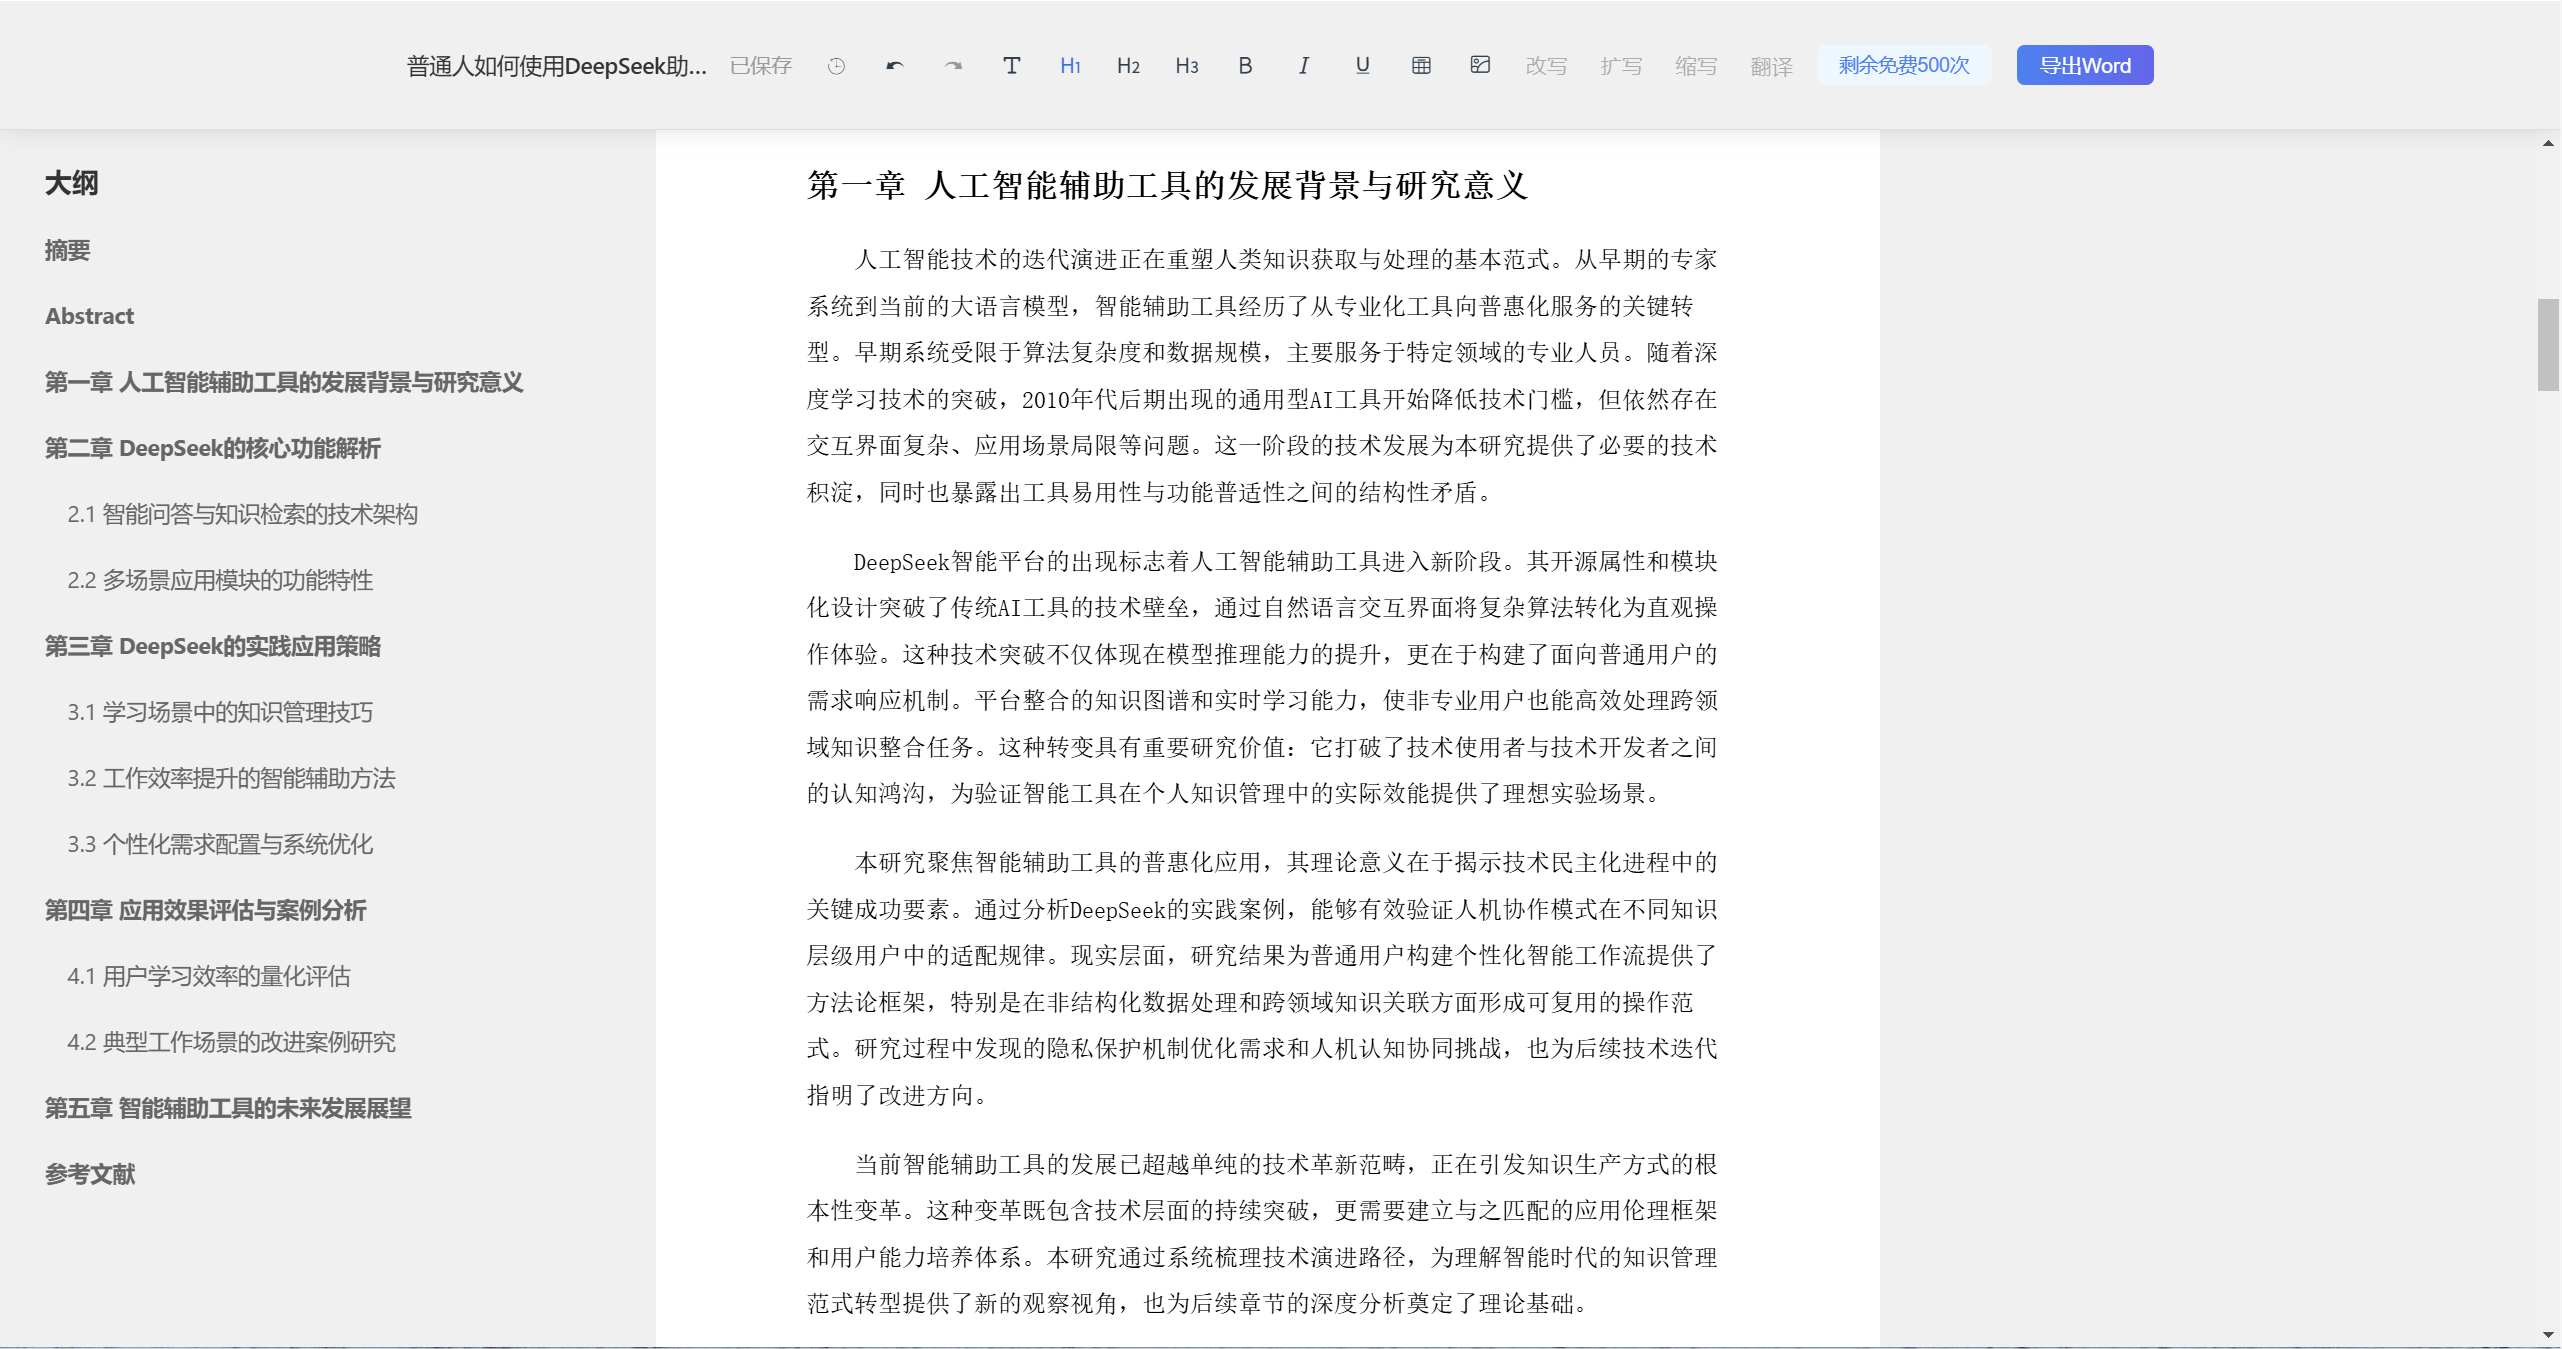 普通人如何使用DeepSeek助... 已保存 T H1 H2 H3 B I U 改写 扩写 缩写 翻译 剩余免费500次 导出Word
大纲
摘要
Abstract
第一章 人工智能辅助工具的发展背景与研究意义
第二章 DeepSeek的核心功能解析
2.1 智能问答与知识检索的技术架构
2.2 多场景应用模块的功能特性
第三章 DeepSeek的实践应用策略
3.1 学习场景中的知识管理技巧
3.2 工作效率提升的智能辅助方法
3.3 个性化需求配置与系统优化
第四章 应用效果评估与案例分析
4.1 用户学习效率的量化评估
4.2 典型工作场景的改进案例研究
第五章 智能辅助工具的未来发展展望
参考文献
第一章 人工智能辅助工具的发展背景与研究意义
人工智能技术的迭代演进正在重塑人类知识获取与处理的基本范式。从早期的专家
系统到当前的大语言模型，智能辅助工具经历了从专业化工具向普惠化服务的关键转
型。早期系统受限于算法复杂度和数据规模，主要服务于特定领域的专业人员。随着深
度学习技术的突破，2010年代后期出现的通用型AI工具开始降低技术门槛，但依然存在
交互界面复杂、应用场景局限等问题。这一阶段的技术发展为本研究提供了必要的技术
积淀，同时也暴露出工具易用性与功能普适性之间的结构性矛盾。
DeepSeek智能平台的出现标志着人工智能辅助工具进入新阶段。其开源属性和模块
化设计突破了传统AI工具的技术壁垒，通过自然语言交互界面将复杂算法转化为直观操
作体验。这种技术突破不仅体现在模型推理能力的提升，更在于构建了面向普通用户的
需求响应机制。平台整合的知识图谱和实时学习能力，使非专业用户也能高效处理跨领
域知识整合任务。这种转变具有重要研究价值：它打破了技术使用者与技术开发者之间
的认知鸿沟，为验证智能工具在个人知识管理中的实际效能提供了理想实验场景。
本研究聚焦智能辅助工具的普惠化应用，其理论意义在于揭示技术民主化进程中的
关键成功要素。通过分析DeepSeek的实践案例，能够有效验证人机协作模式在不同知识
层级用户中的适配规律。现实层面，研究结果为普通用户构建个性化智能工作流提供了
方法论框架，特别是在非结构化数据处理和跨领域知识关联方面形成可复用的操作范
式。研究过程中发现的隐私保护机制优化需求和人机认知协同挑战，也为后续技术迭代
指明了改进方向。
当前智能辅助工具的发展已超越单纯的技术革新范畴，正在引发知识生产方式的根
本性变革。这种变革既包含技术层面的持续突破，更需要建立与之匹配的应用伦理框架
和用户能力培养体系。本研究通过系统梳理技术演进路径，为理解智能时代的知识管理
范式转型提供了新的观察视角，也为后续章节的深度分析奠定了理论基础。